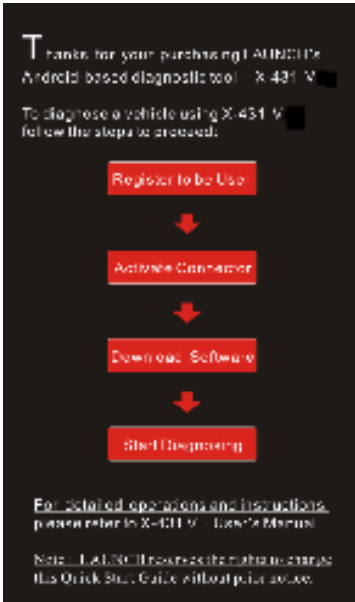 Thanks for your purchasing LAUNCH's
Android-based diagnostic tool - X-431 V
To diagnose a vehicle using X-431 V
follow the steps to proceed:
Register to be User
Activate Connector
Download Software
Start Diagnosing
For detailed operations and instructions,
please refer to X-431 V - User's Manual.
Note: LAUNCH reserves the rights to change
this Quick Start Guide without prior notice.